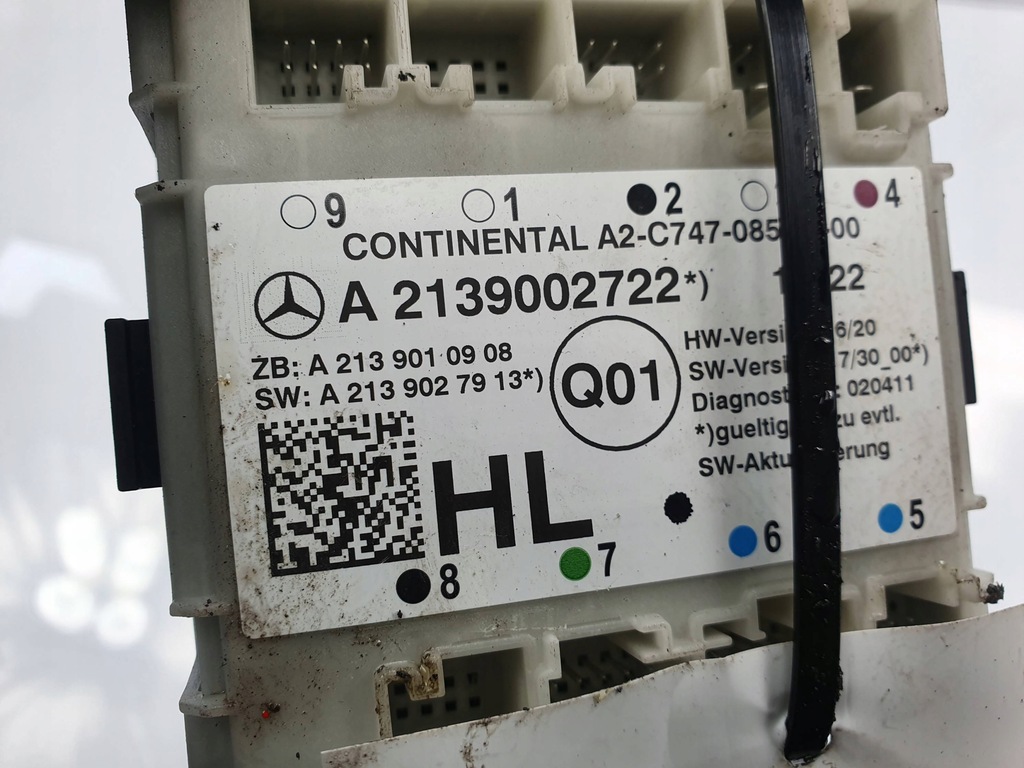 9 1 2 4
CONTINENTAL A2-C747-085 -00
A 2139002722*) 22
ZB: A 213 901 09 08
SW: A 213 902 79 13*)
Q01
HW-Versi 6/20
SW-Versi 7/30_00*)
Diagnost : 020411
*)gueltig zu evtl.
SW-Aktu erung
HL
8 7 6 5